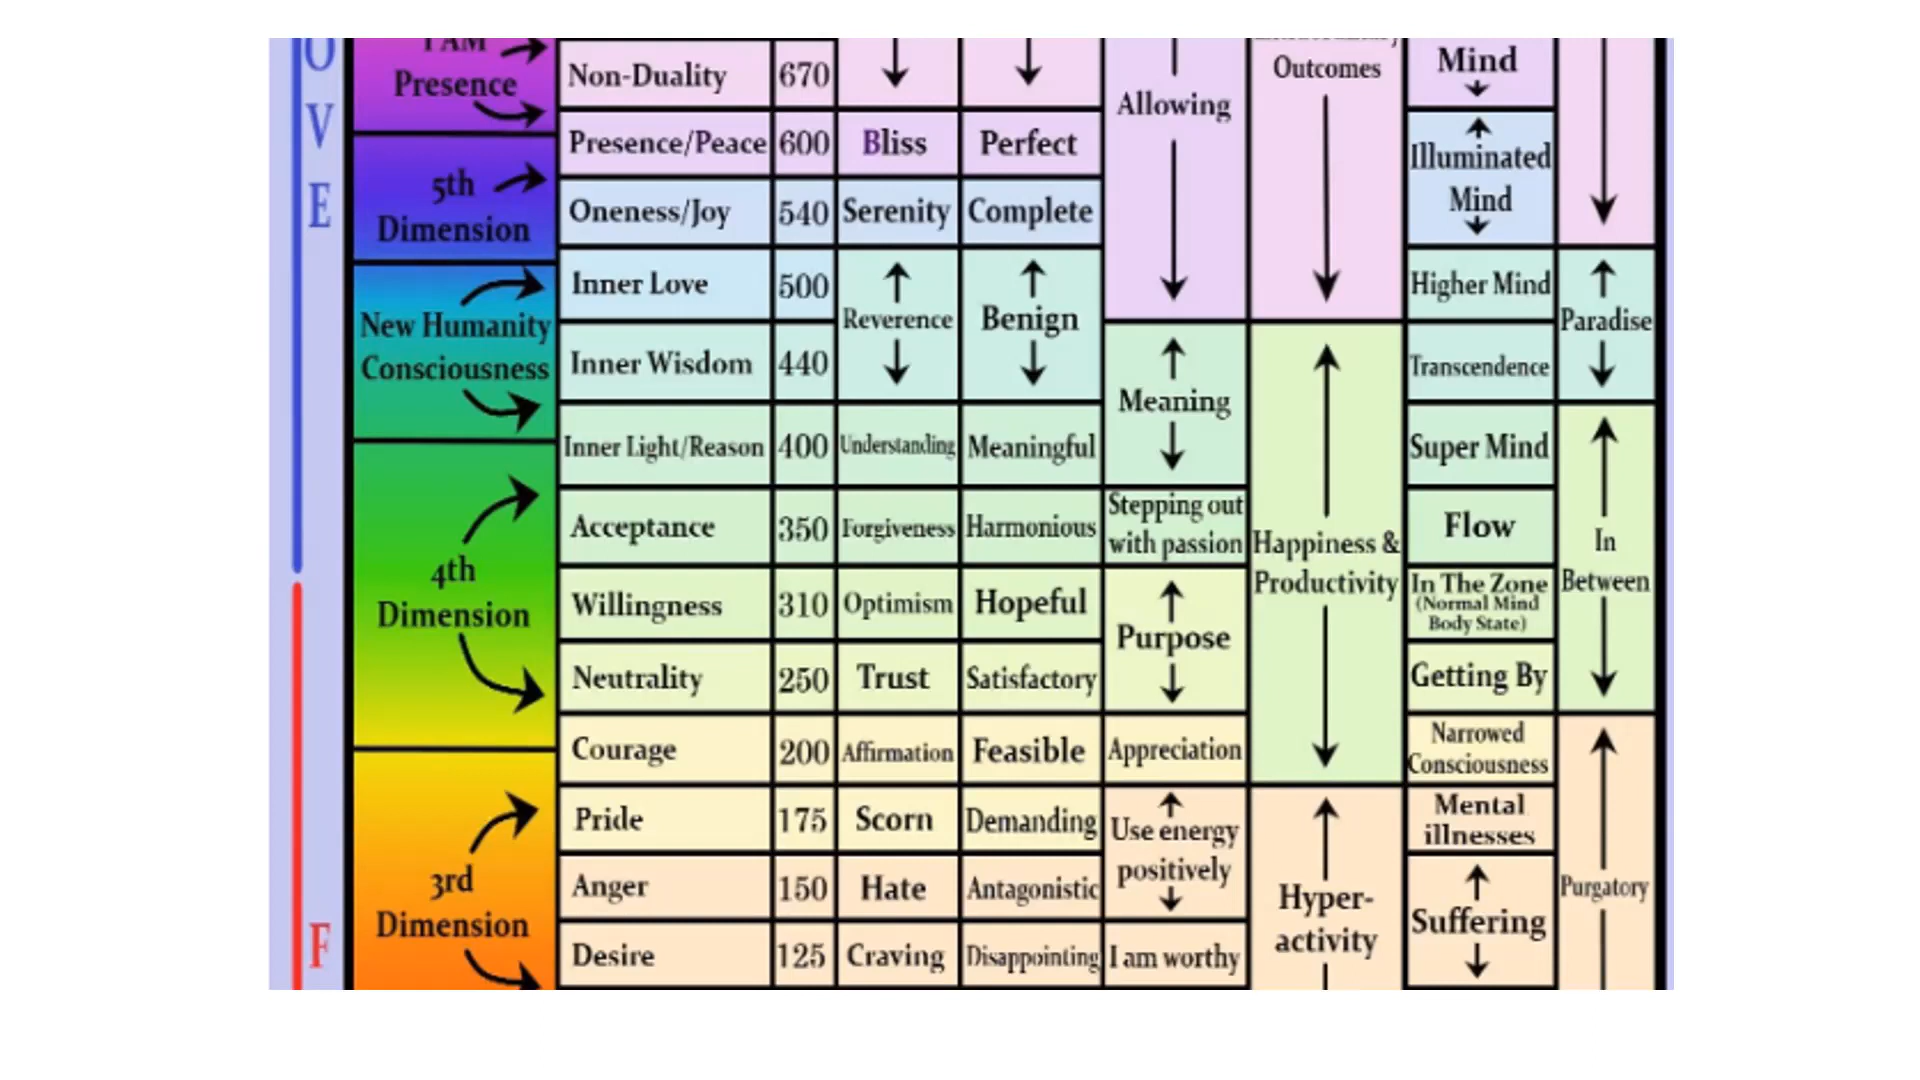 O
V
E
F
I AM
Presence
5th
Dimension
New Humanity
Consciousness
4th
Dimension
3rd
Dimension
Non-Duality 670
Presence/Peace 600 Bliss Perfect
Oneness/Joy 540 Serenity Complete
Inner Love 500
Reverence Benign
Inner Wisdom 440
Inner Light/Reason 400 Understanding Meaningful
Acceptance 350 Forgiveness Harmonious
Willingness 310 Optimism Hopeful
Neutrality 250 Trust Satisfactory
Courage 200 Affirmation Feasible Appreciation
Pride 175 Scorn Demanding
Anger 150 Hate Antagonistic
Desire 125 Craving Disappointing I am worthy
Allowing
Meaning
Stepping out
with passion
Purpose
Use energy
positively
Outcomes
Happiness &
Productivity
Hyper-
activity
Mind
Illuminated
Mind
Higher Mind
Transcendence
Super Mind
Flow
In The Zone
(Normal Mind
Body State)
Getting By
Narrowed
Consciousness
Mental
illnesses
Suffering
Paradise
In
Between
Purgatory